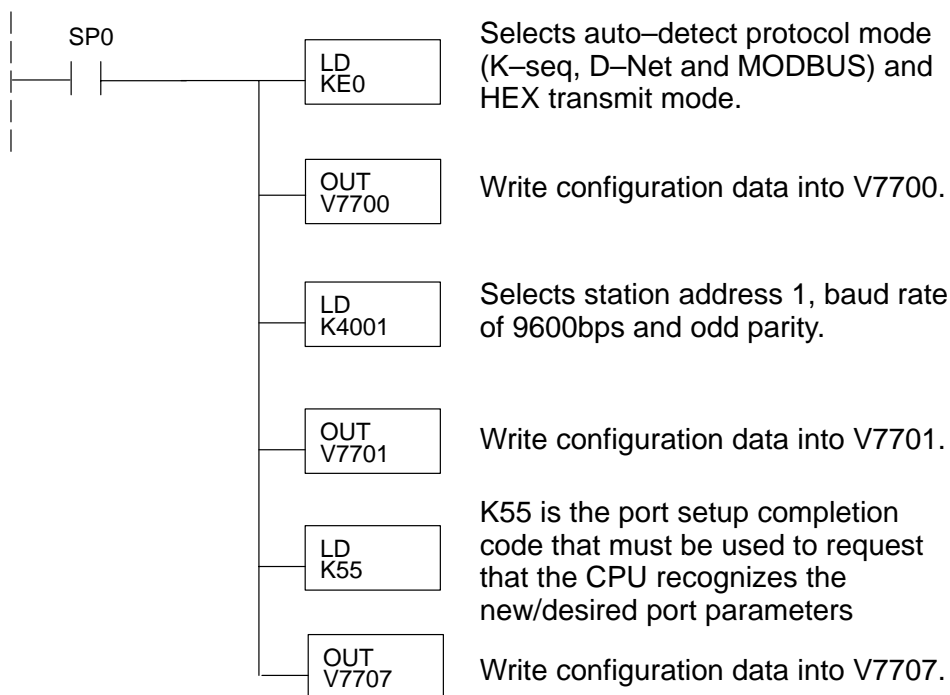 SP0
LD
KE0
Selects auto–detect protocol mode
(K–seq, D–Net and MODBUS) and
HEX transmit mode.
OUT
V7700
Write configuration data into V7700.
LD
K4001
Selects station address 1, baud rate
of 9600bps and odd parity.
OUT
V7701
Write configuration data into V7701.
LD
K55
K55 is the port setup completion
code that must be used to request
that the CPU recognizes the
new/desired port parameters
OUT
V7707
Write configuration data into V7707.